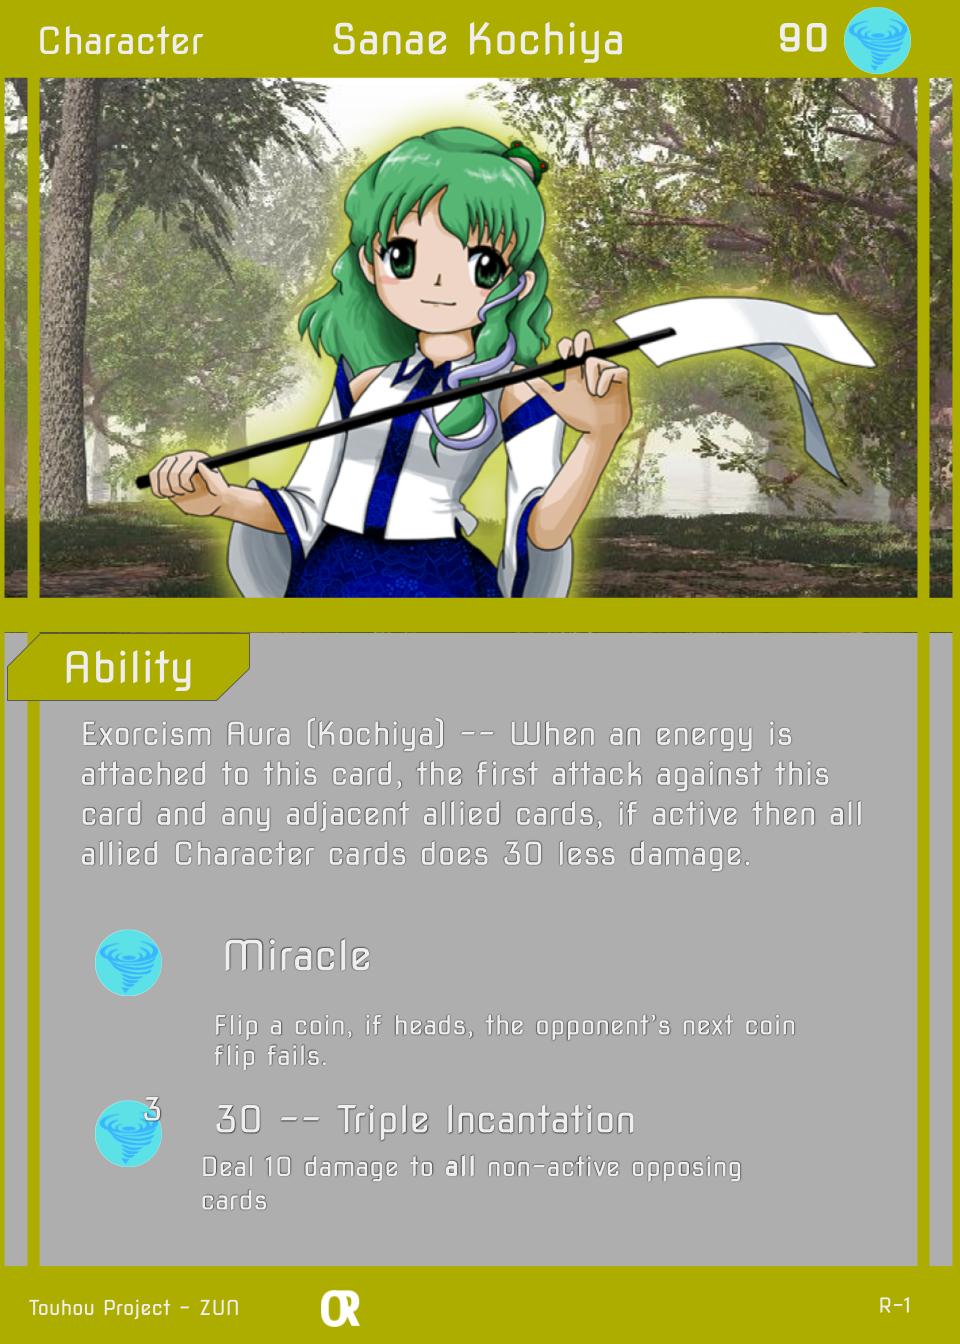 Character Sanae Kochiya 90
Ability
Exorcism Aura (Kochiya) -- When an energy is
attached to this card, the first attack against this
card and any adjacent allied cards, if active then all
allied Character cards does 30 less damage.
Miracle
Flip a coin, if heads, the opponent's next coin
flip fails.
3
30 -- Triple Incantation
Deal 10 damage to all non-active opposing
cards
Touhou Project - ZUN OR R-1